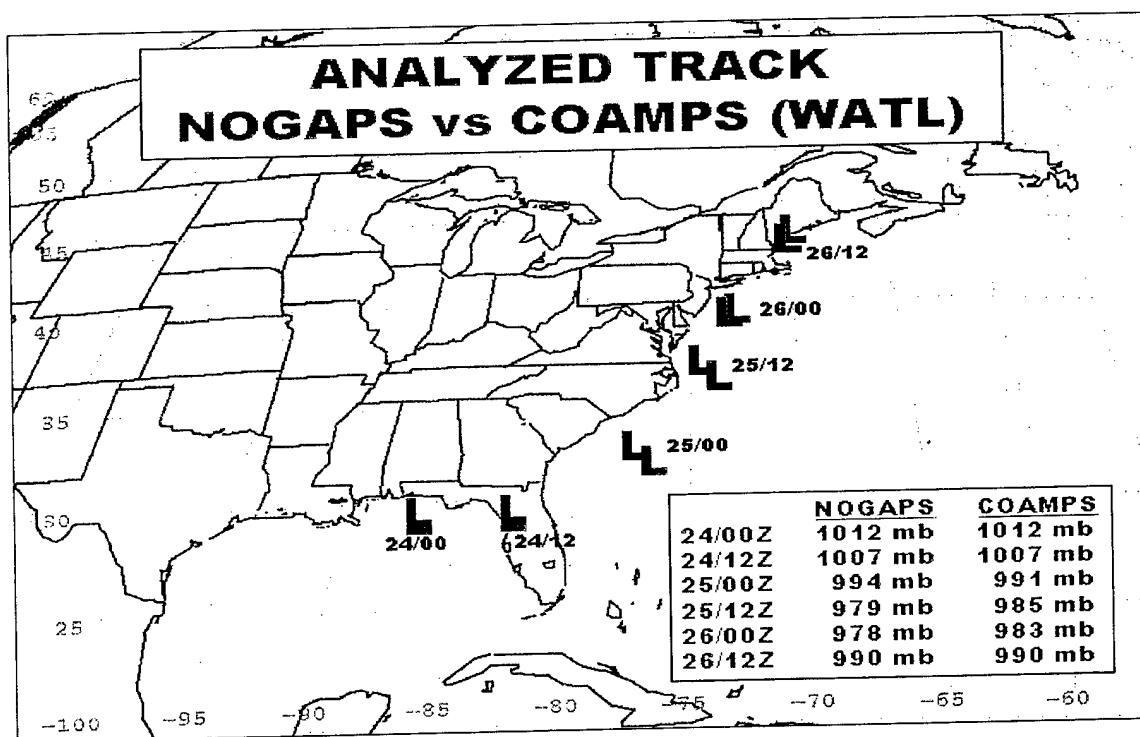 ANALYZED TRACK
NOGAPS vs COAMPS (WATL)
50
45
26/12
26/00
40
25/12
35
25/00
30
24/00
24/12
NOGAPS COAMPS
24/00Z 1012 mb 1012 mb
24/12Z 1007 mb 1007 mb
25/00Z 994 mb 991 mb
25/12Z 979 mb 985 mb
26/00Z 978 mb 983 mb
26/12Z 990 mb 990 mb
25
-100 -95 -90 -85 -80 -75 -70 -65 -60
L
L
L
L
L
L
L
L
L
L